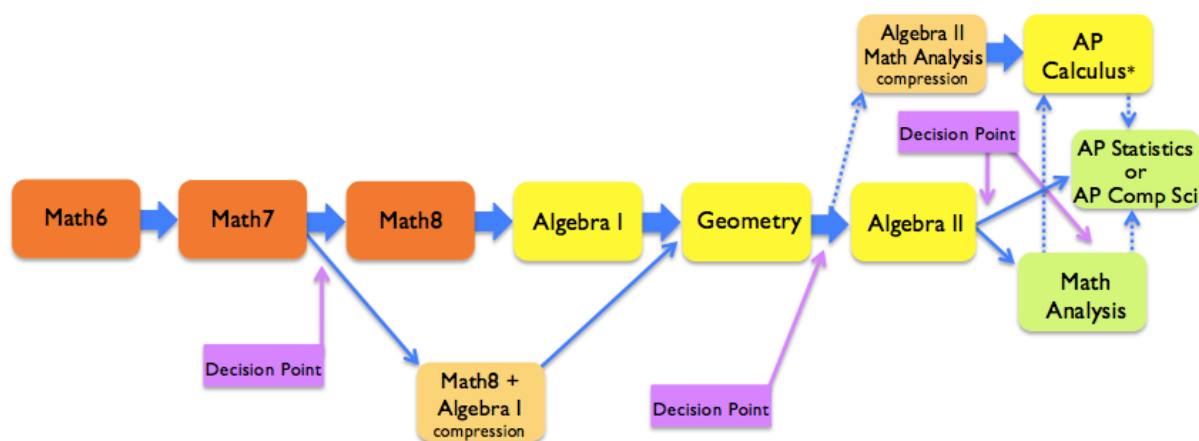 Algebra II
Math Analysis
compression
AP
Calculus*
Decision Point
AP Statistics
or
AP Comp Sci
Math6
Math7
Math8
Algebra I
Geometry
Algebra II
Math
Analysis
Decision Point
Math8 +
Algebra I
compression
Decision Point